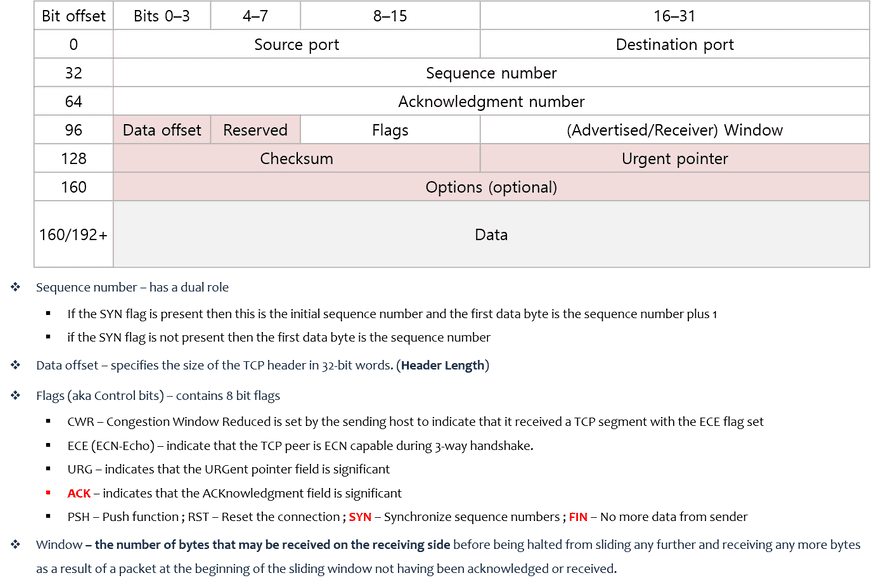 Bit offset Bits 0–3 4–7 8–15 16–31
0 Source port Destination port
32 Sequence number
64 Acknowledgment number
96 Data offset Reserved Flags (Advertised/Receiver) Window
128 Checksum Urgent pointer
160 Options (optional)
160/192+ Data
❖ Sequence number – has a dual role
▪ If the SYN flag is present then this is the initial sequence number and the first data byte is the sequence number plus 1
▪ if the SYN flag is not present then the first data byte is the sequence number
❖ Data offset – specifies the size of the TCP header in 32-bit words. (Header Length)
❖ Flags (aka Control bits) – contains 8 bit flags
▪ CWR – Congestion Window Reduced is set by the sending host to indicate that it received a TCP segment with the ECE flag set
▪ ECE (ECN-Echo) – indicate that the TCP peer is ECN capable during 3-way handshake.
▪ URG – indicates that the URGent pointer field is significant
▪ ACK – indicates that the ACKnowledgment field is significant
▪ PSH – Push function ; RST – Reset the connection ; SYN – Synchronize sequence numbers ; FIN – No more data from sender
❖ Window – the number of bytes that may be received on the receiving side before being halted from sliding any further and receiving any more bytes
as a result of a packet at the beginning of the sliding window not having been acknowledged or received.